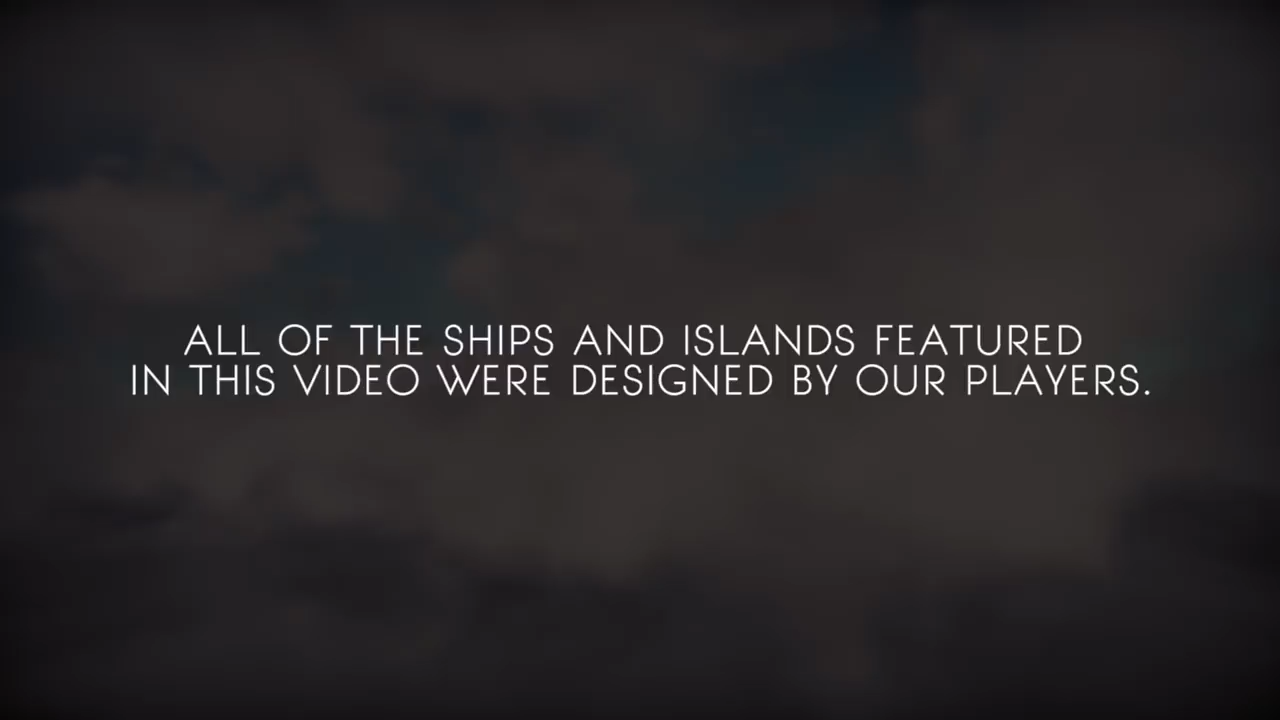 ALL OF THE SHIPS AND ISLANDS FEATURED
IN THIS VIDEO WERE DESIGNED BY OUR PLAYERS.